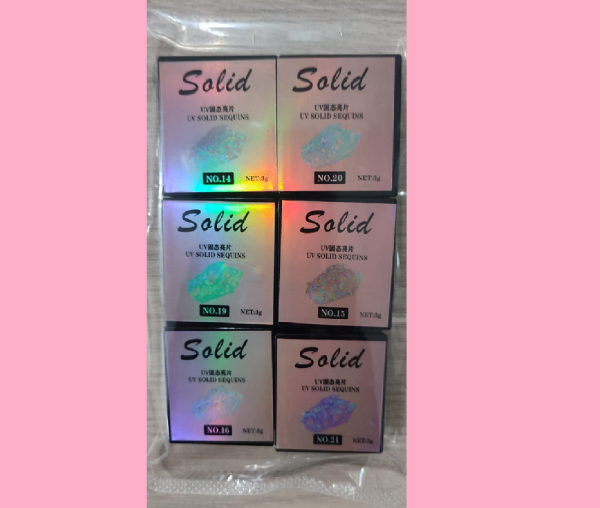 Solid
UV固态亮片
UV SOLID SEQUINS
NO.14 NET:3g
Solid
UV固态亮片
UV SOLID SEQUINS
NO.20 NET:3g
Solid
UV固态亮片
UV SOLID SEQUINS
NO.19 NET:3g
Solid
UV固态亮片
UV SOLID SEQUINS
NO.15 NET:3g
Solid
UV固态亮片
UV SOLID SEQUINS
NO.16 NET:3g
Solid
UV固态亮片
UV SOLID SEQUINS
NO.21 NET:3g